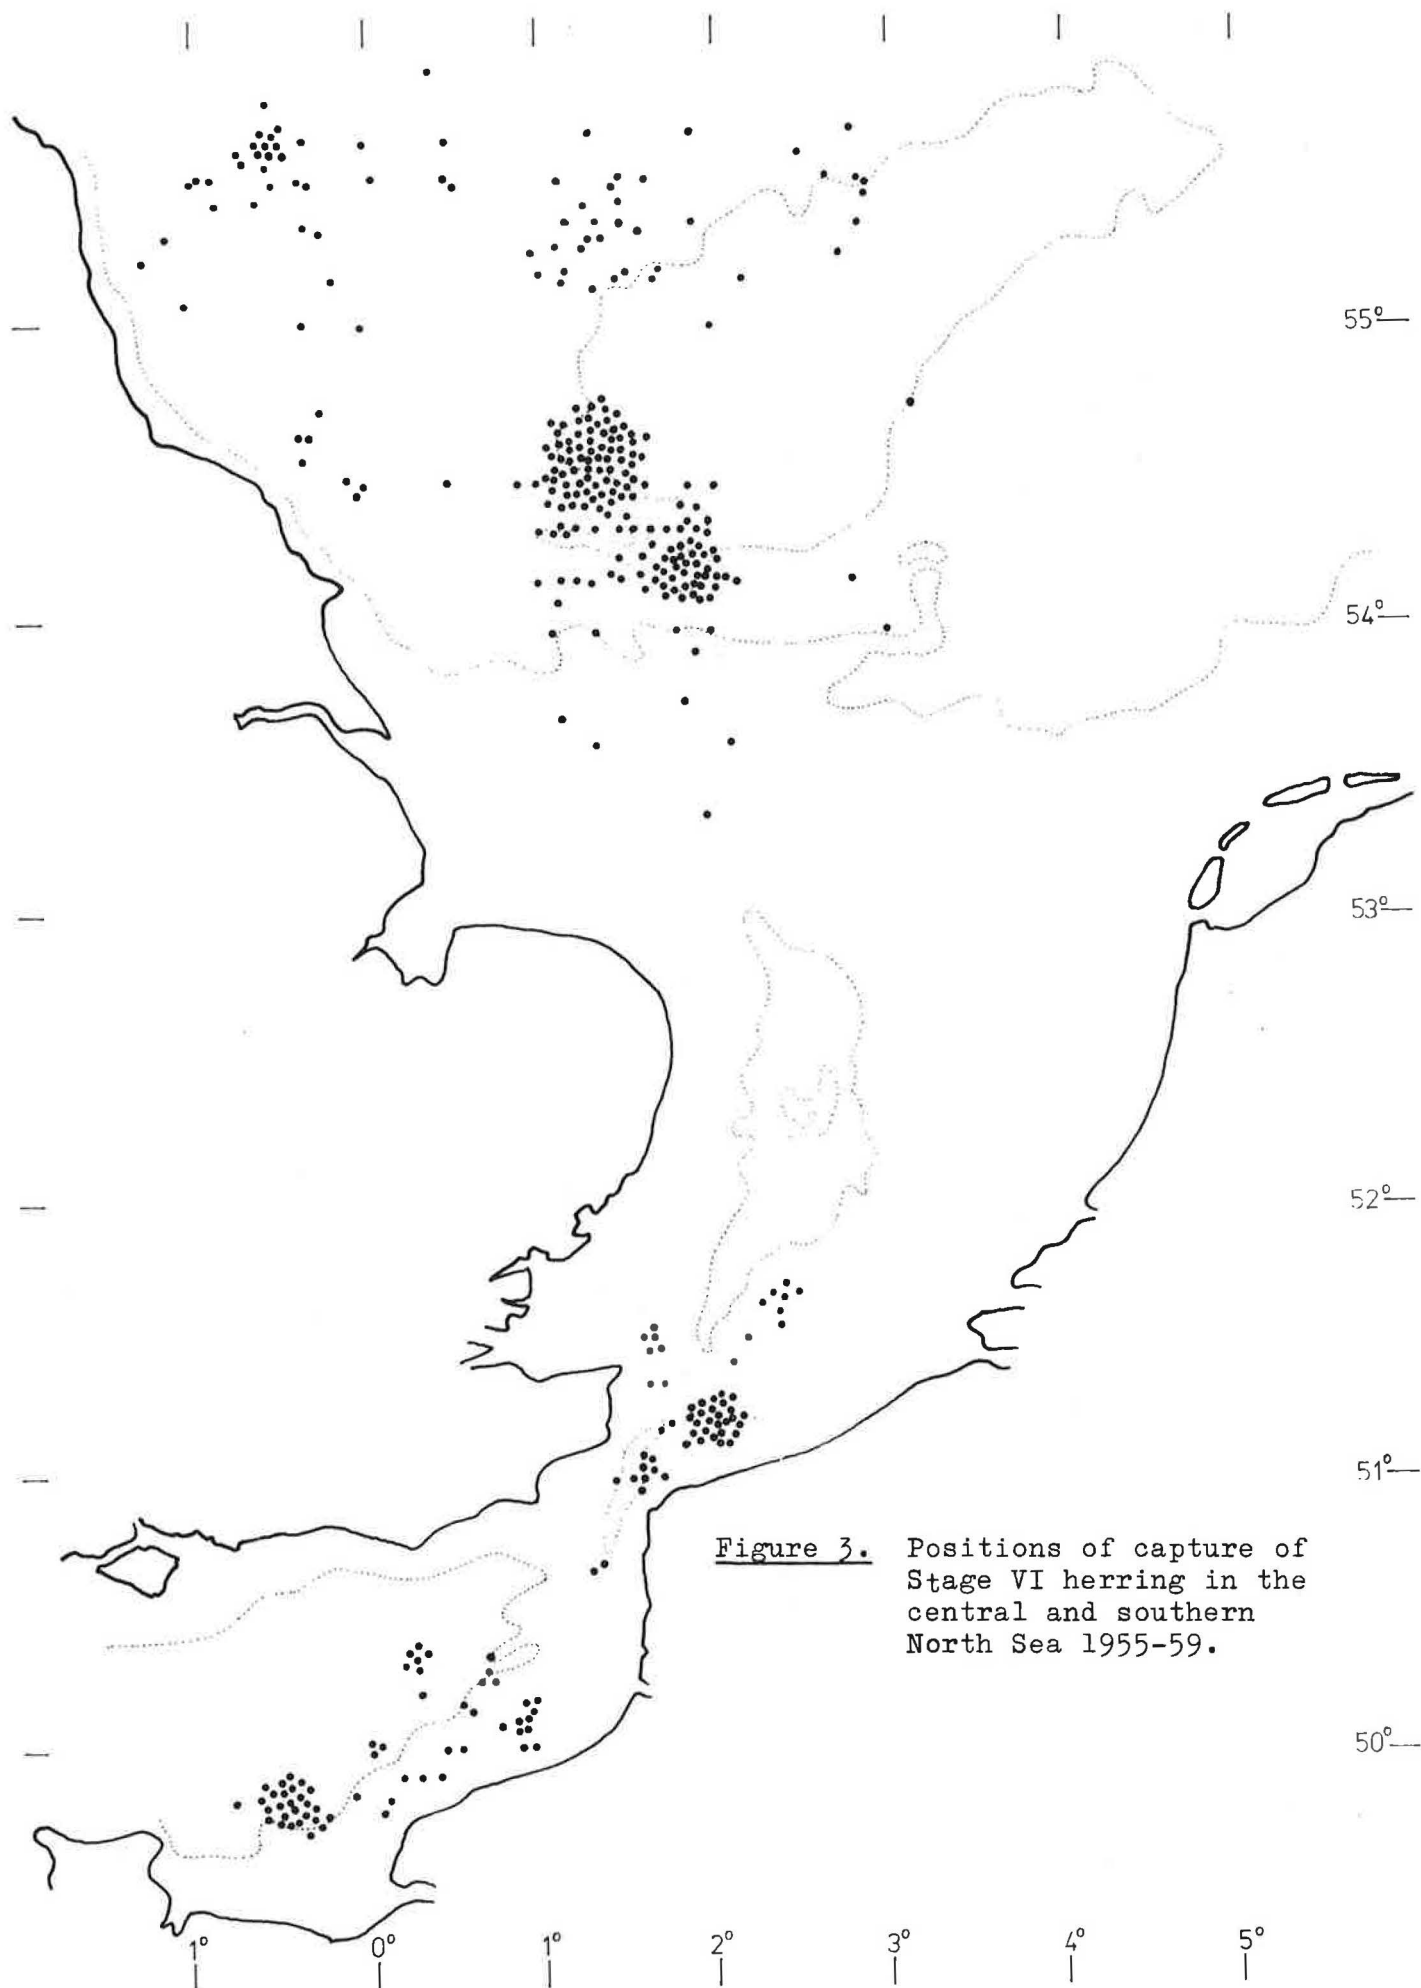 55°
54°
53°
52°
51°
Figure 3. Positions of capture of
Stage VI herring in the
central and southern
North Sea 1955-59.
50°
1° 0° 1° 2° 3° 4° 5°